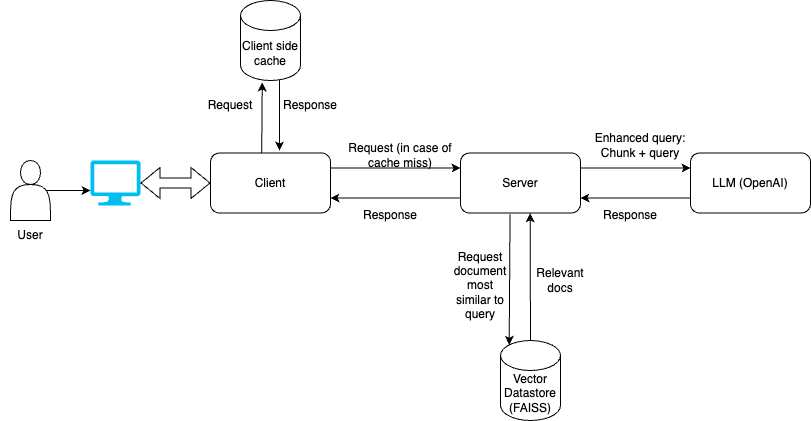 Client side
cache
Request
Response
Request (in case of
cache miss)
Enhanced query:
Chunk + query
Client
Server
LLM (OpenAI)
Response
Response
User
Request
document
most
similar to
query
Relevant
docs
Vector
Datastore
(FAISS)